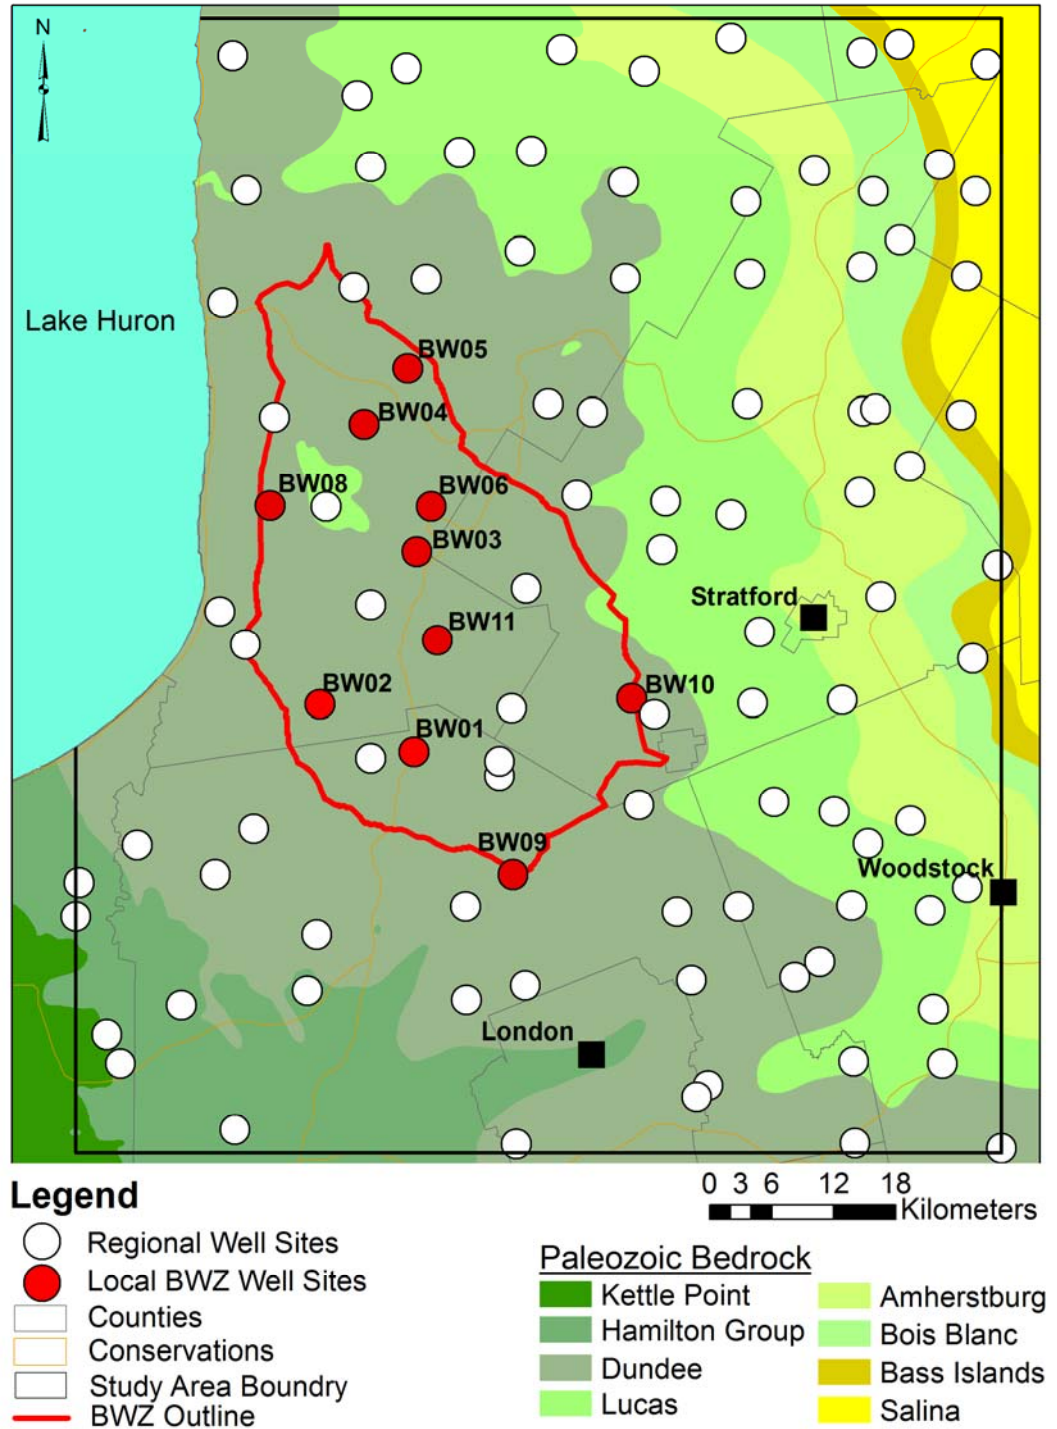 N
Lake Huron
BW05
BW04
BW08
BW06
BW03
Stratford
BW11
BW02
BW10
BW01
BW09
Woodstock
London
0 3 6 12 18
Kilometers
Legend
Regional Well Sites
Local BWZ Well Sites
Counties
Conservations
Study Area Boundry
BWZ Outline
Paleozoic Bedrock
Kettle Point
Hamilton Group
Dundee
Lucas
Amherstburg
Bois Blanc
Bass Islands
Salina